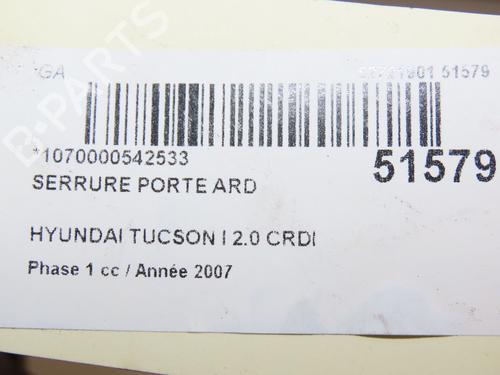 GA
51579
*1070000542533
51579
SERRURE PORTE ARD
HYUNDAI TUCSON I 2.0 CRDI
Phase 1 cc / Année 2007
B-PARTS